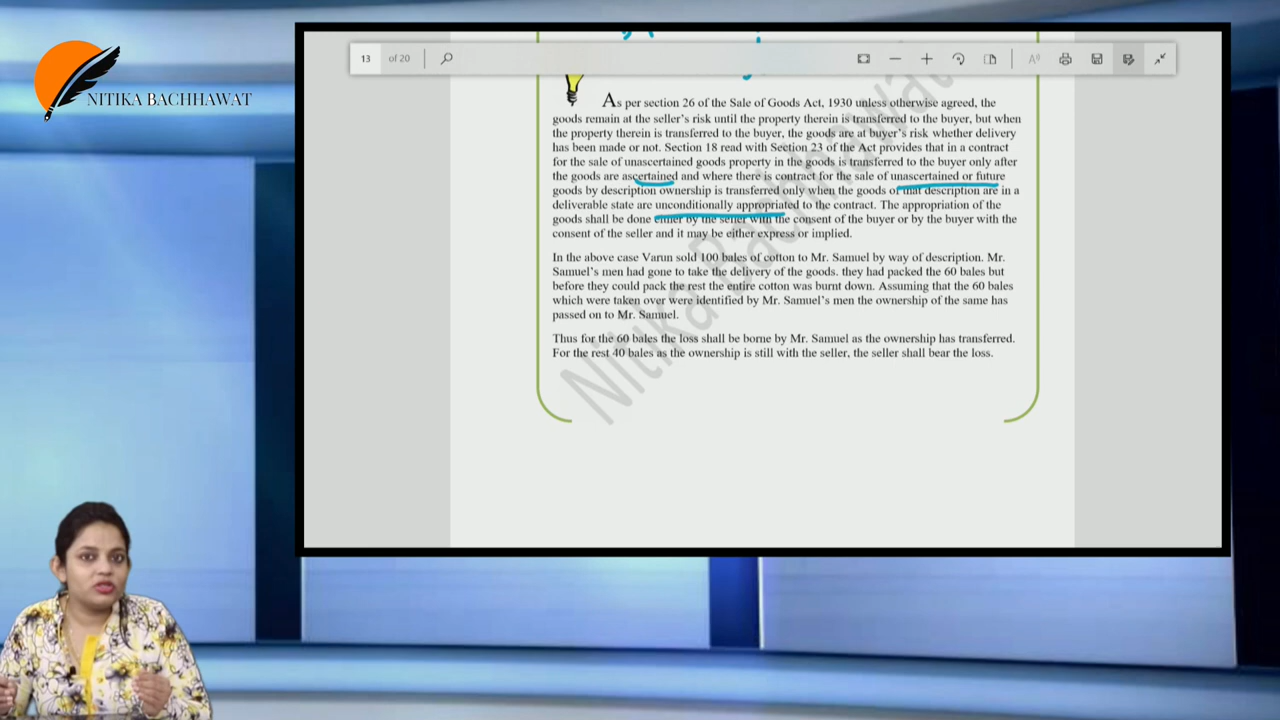 NITIKA BACHHAWAT
13 of 20
As per section 26 of the Sale of Goods Act, 1930 unless otherwise agreed, the
goods remain at the seller's risk until the property therein is transferred to the buyer, but when
the property therein is transferred to the buyer, the goods are at buyer's risk whether delivery
has been made or not. Section 18 read with Section 23 of the Act provides that in a contract
for the sale of unascertained goods property in the goods is transferred to the buyer only after
the goods are ascertained and where there is contract for the sale of unascertained or future
goods by description ownership is transferred only when the goods of that description are in a
deliverable state are unconditionally appropriated to the contract. The appropriation of the
goods shall be done either by the seller with the consent of the buyer or by the buyer with the
consent of the seller and it may be either express or implied.
In the above case Varun sold 100 bales of cotton to Mr. Samuel by way of description. Mr.
Samuel's men had gone to take the delivery of the goods. they had packed the 60 bales but
before they could pack the rest the entire cotton was burnt down. Assuming that the 60 bales
which were taken over were identified by Mr. Samuel's men the ownership of the same has
passed on to Mr. Samuel.
Thus for the 60 bales the loss shall be borne by Mr. Samuel as the ownership has transferred.
For the rest 40 bales as the ownership is still with the seller, the seller shall bear the loss.
Nitika Bachhawat